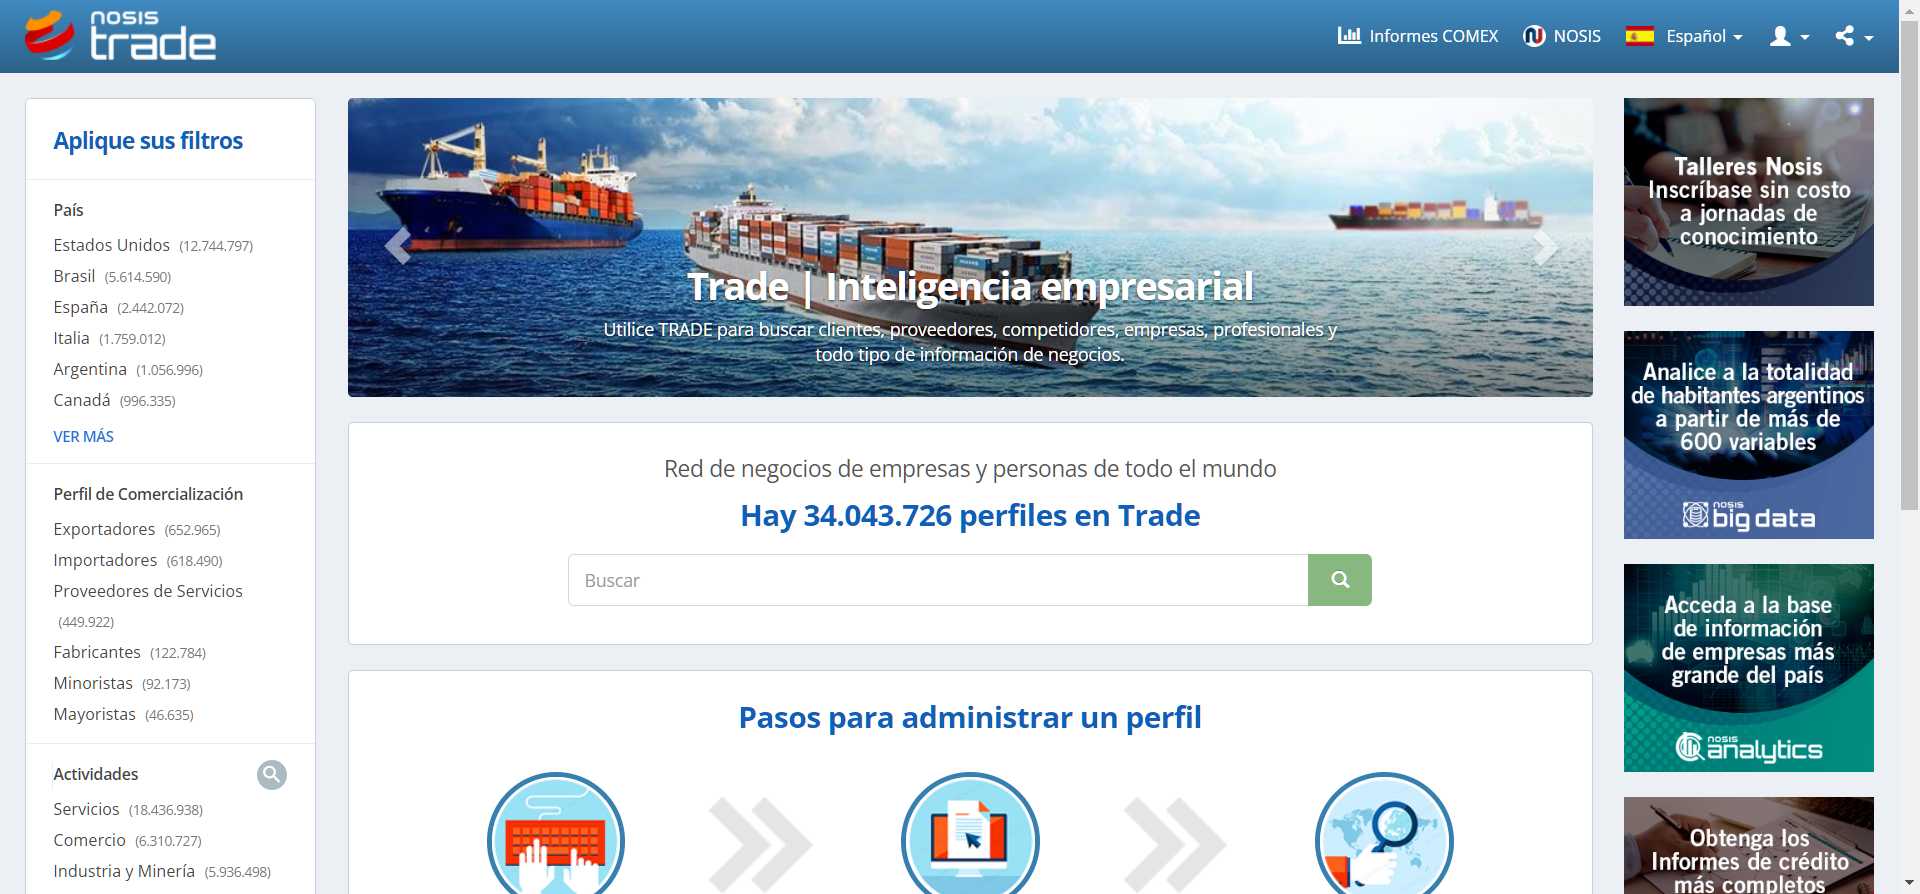 nosis
trade
Informes COMEX
NOSIS
Español
Aplique sus filtros
País
Estados Unidos (12.744.797)
Brasil (5.614.590)
España (2.442.072)
Italia (1.759.012)
Argentina (1.056.996)
Canadá (996.335)
VER MÁS
Perfil de Comercialización
Exportadores (652.965)
Importadores (618.490)
Proveedores de Servicios
(449.922)
Fabricantes (122.784)
Minoristas (92.173)
Mayoristas (46.635)
Actividades
Servicios (18.436.938)
Comercio (6.310.727)
Industria y Minería (5.936.498)
Trade | Inteligencia empresarial
Utilice TRADE para buscar clientes, proveedores, competidores, empresas, profesionales y
todo tipo de información de negocios.
Red de negocios de empresas y personas de todo el mundo
Hay 34.043.726 perfiles en Trade
Buscar
Pasos para administrar un perfil
Talleres Nosis
Inscríbase sin costo
a jornadas de
conocimiento
Analice a la totalidad
de habitantes argentinos
a partir de más de
600 variables
nosis
big data
Acceda a la base
de información
de empresas más
grande del país
nosis
analytics
Obtenga los
Informes de crédito
más completos